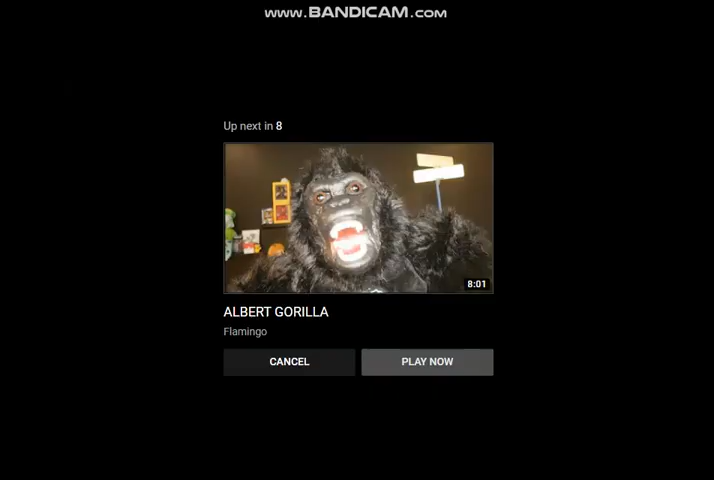 www.BANDICAM.com
Up next in 8
8:01
ALBERT GORILLA
Flamingo
CANCEL
PLAY NOW